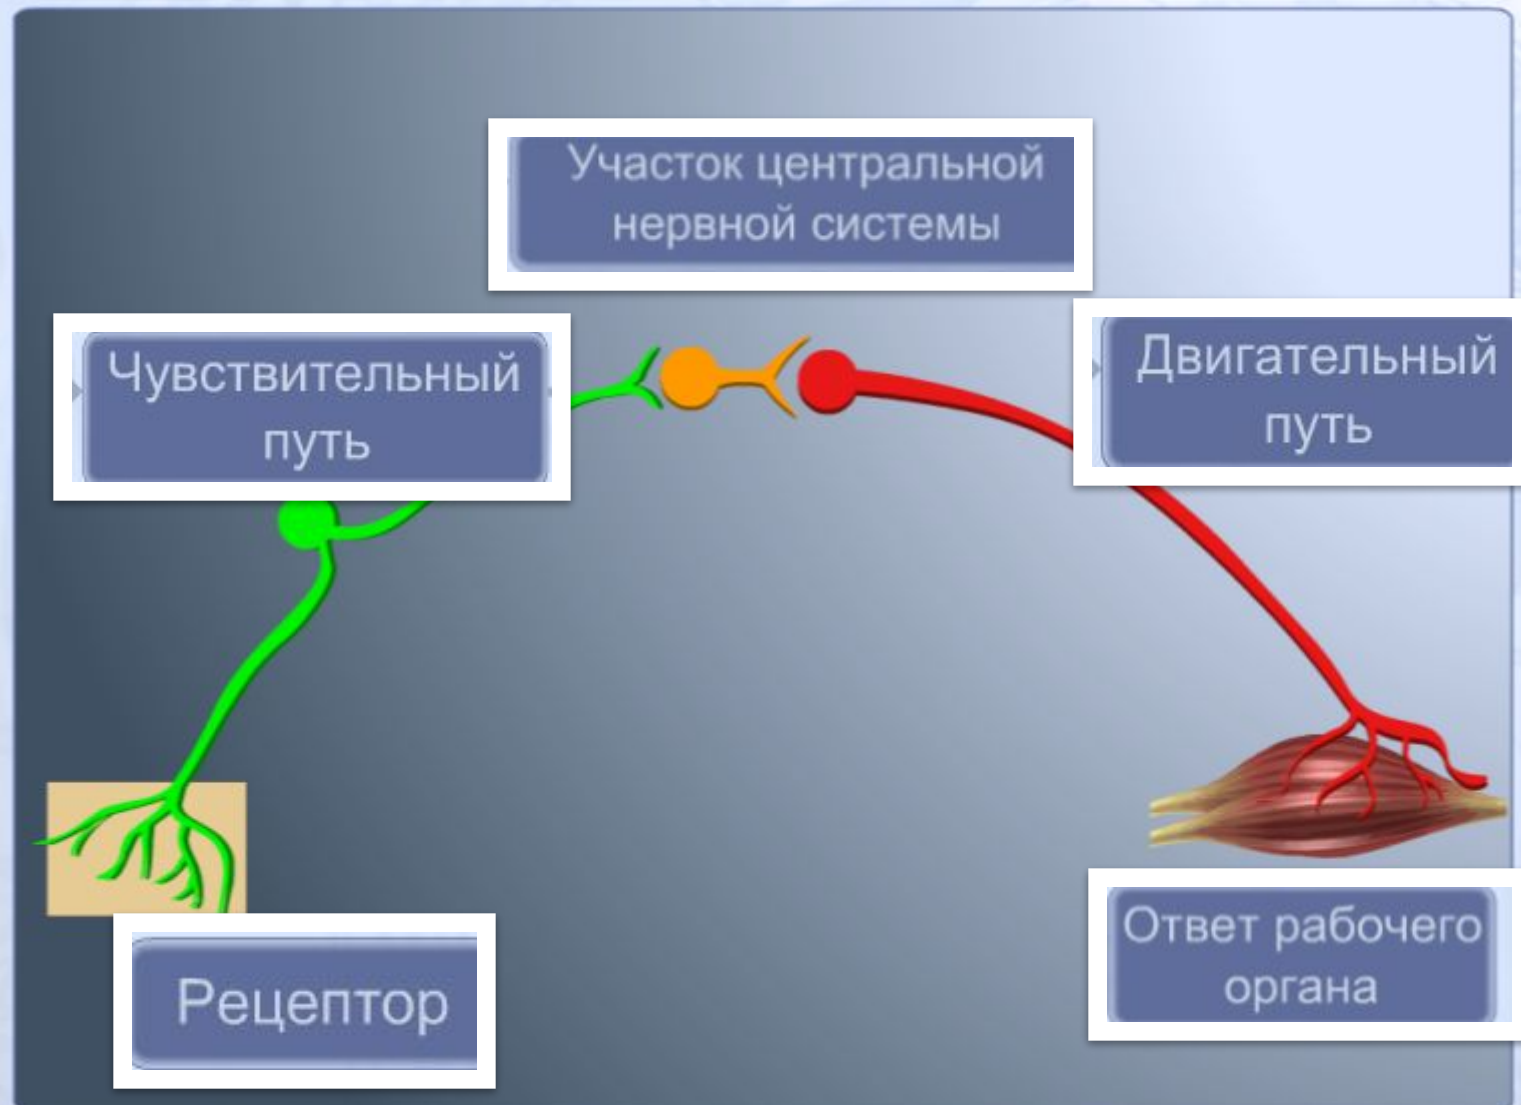 Участок центральной
нервной системы
Чувствительный
путь
Двигательный
путь
Рецептор
Ответ рабочего
органа